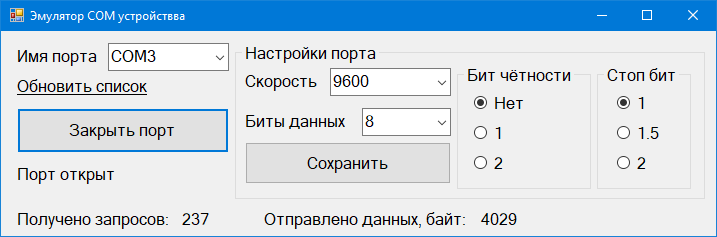 Эмулятор COM устройствва
Имя порта COM3
Обновить список
Закрыть порт
Порт открыт
Настройки порта
Скорость 9600
Биты данных 8
Сохранить
Бит чётности
Нет
1
2
Стоп бит
1
1.5
2
Получено запросов: 237
Отправлено данных, байт: 4029